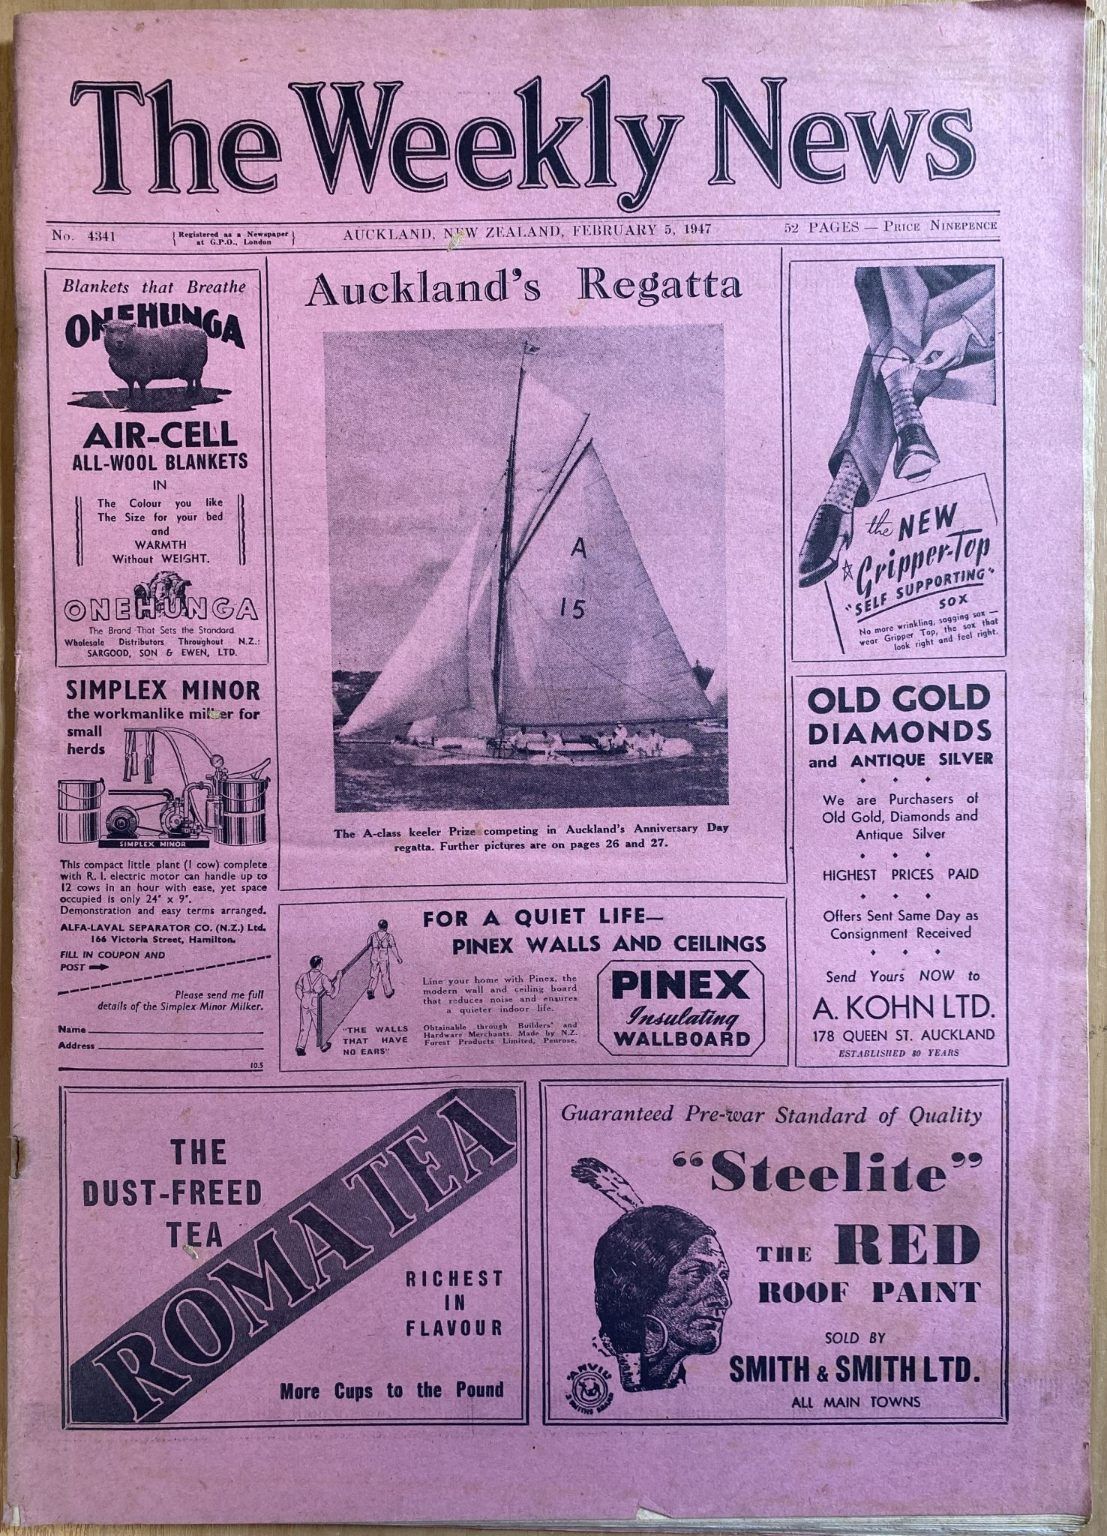 The Weekly News
No. 4341
Registered as a Newspaper
at G.P.O., London
AUCKLAND, NEW ZEALAND, FEBRUARY 5, 1947
52 PAGES — PRICE NINEPENCE
Blankets that Breathe
ONEHUNGA
AIR-CELL
ALL-WOOL BLANKETS
IN
The Colour you like
The Size for your bed
and
WARMTH
Without WEIGHT.
ONEHUNGA
The Brand That Sets the Standard
Wholesale Distributors Throughout N.Z.:
SARGOOD, SON & EWEN, LTD.
SIMPLEX MINOR
the workmanlike milker for
small
herds
SIMPLEX MINOR
This compact little plant (1 cow) complete
with R. I. electric motor can handle up to
12 cows in an hour with ease, yet space
occupied is only 24" x 9".
Demonstration and easy terms arranged.
ALFA-LAVAL SEPARATOR CO. (N.Z.) Ltd.
166 Victoria Street, Hamilton.
FILL IN COUPON AND
POST
Please send me full
details of the Simplex Minor Milker.
Name
Address
10.5
Auckland's Regatta
A
15
The A-class keeler Prize competing in Auckland's Anniversary Day
regatta. Further pictures are on pages 26 and 27.
FOR A QUIET LIFE—
PINEX WALLS AND CEILINGS
Line your home with Pinex, the
modern wall and ceiling board
that reduces noise and ensures
a quieter indoor life.
"THE WALLS
THAT HAVE
NO EARS"
Obtainable through Builders' and
Hardware Merchants. Made by N.Z.
Forest Products Limited, Penrose.
PINEX
Insulating
WALLBOARD
the NEW
Gripper-Top
"SELF SUPPORTING"
SOX
No more wrinkling, sagging sox —
wear Gripper Top, the sox that
look right and feel right.
OLD GOLD
DIAMONDS
and ANTIQUE SILVER
We are Purchasers of
Old Gold, Diamonds and
Antique Silver
HIGHEST PRICES PAID
Offers Sent Same Day as
Consignment Received
Send Yours NOW to
A. KOHN LTD.
178 QUEEN ST. AUCKLAND
ESTABLISHED 80 YEARS
THE
DUST-FREED
TEA
ROMA TEA
RICHEST
IN
FLAVOUR
More Cups to the Pound
Guaranteed Pre-war Standard of Quality
"Steelite"
THE RED
ROOF PAINT
SOLD BY
SMITH & SMITH LTD.
ALL MAIN TOWNS